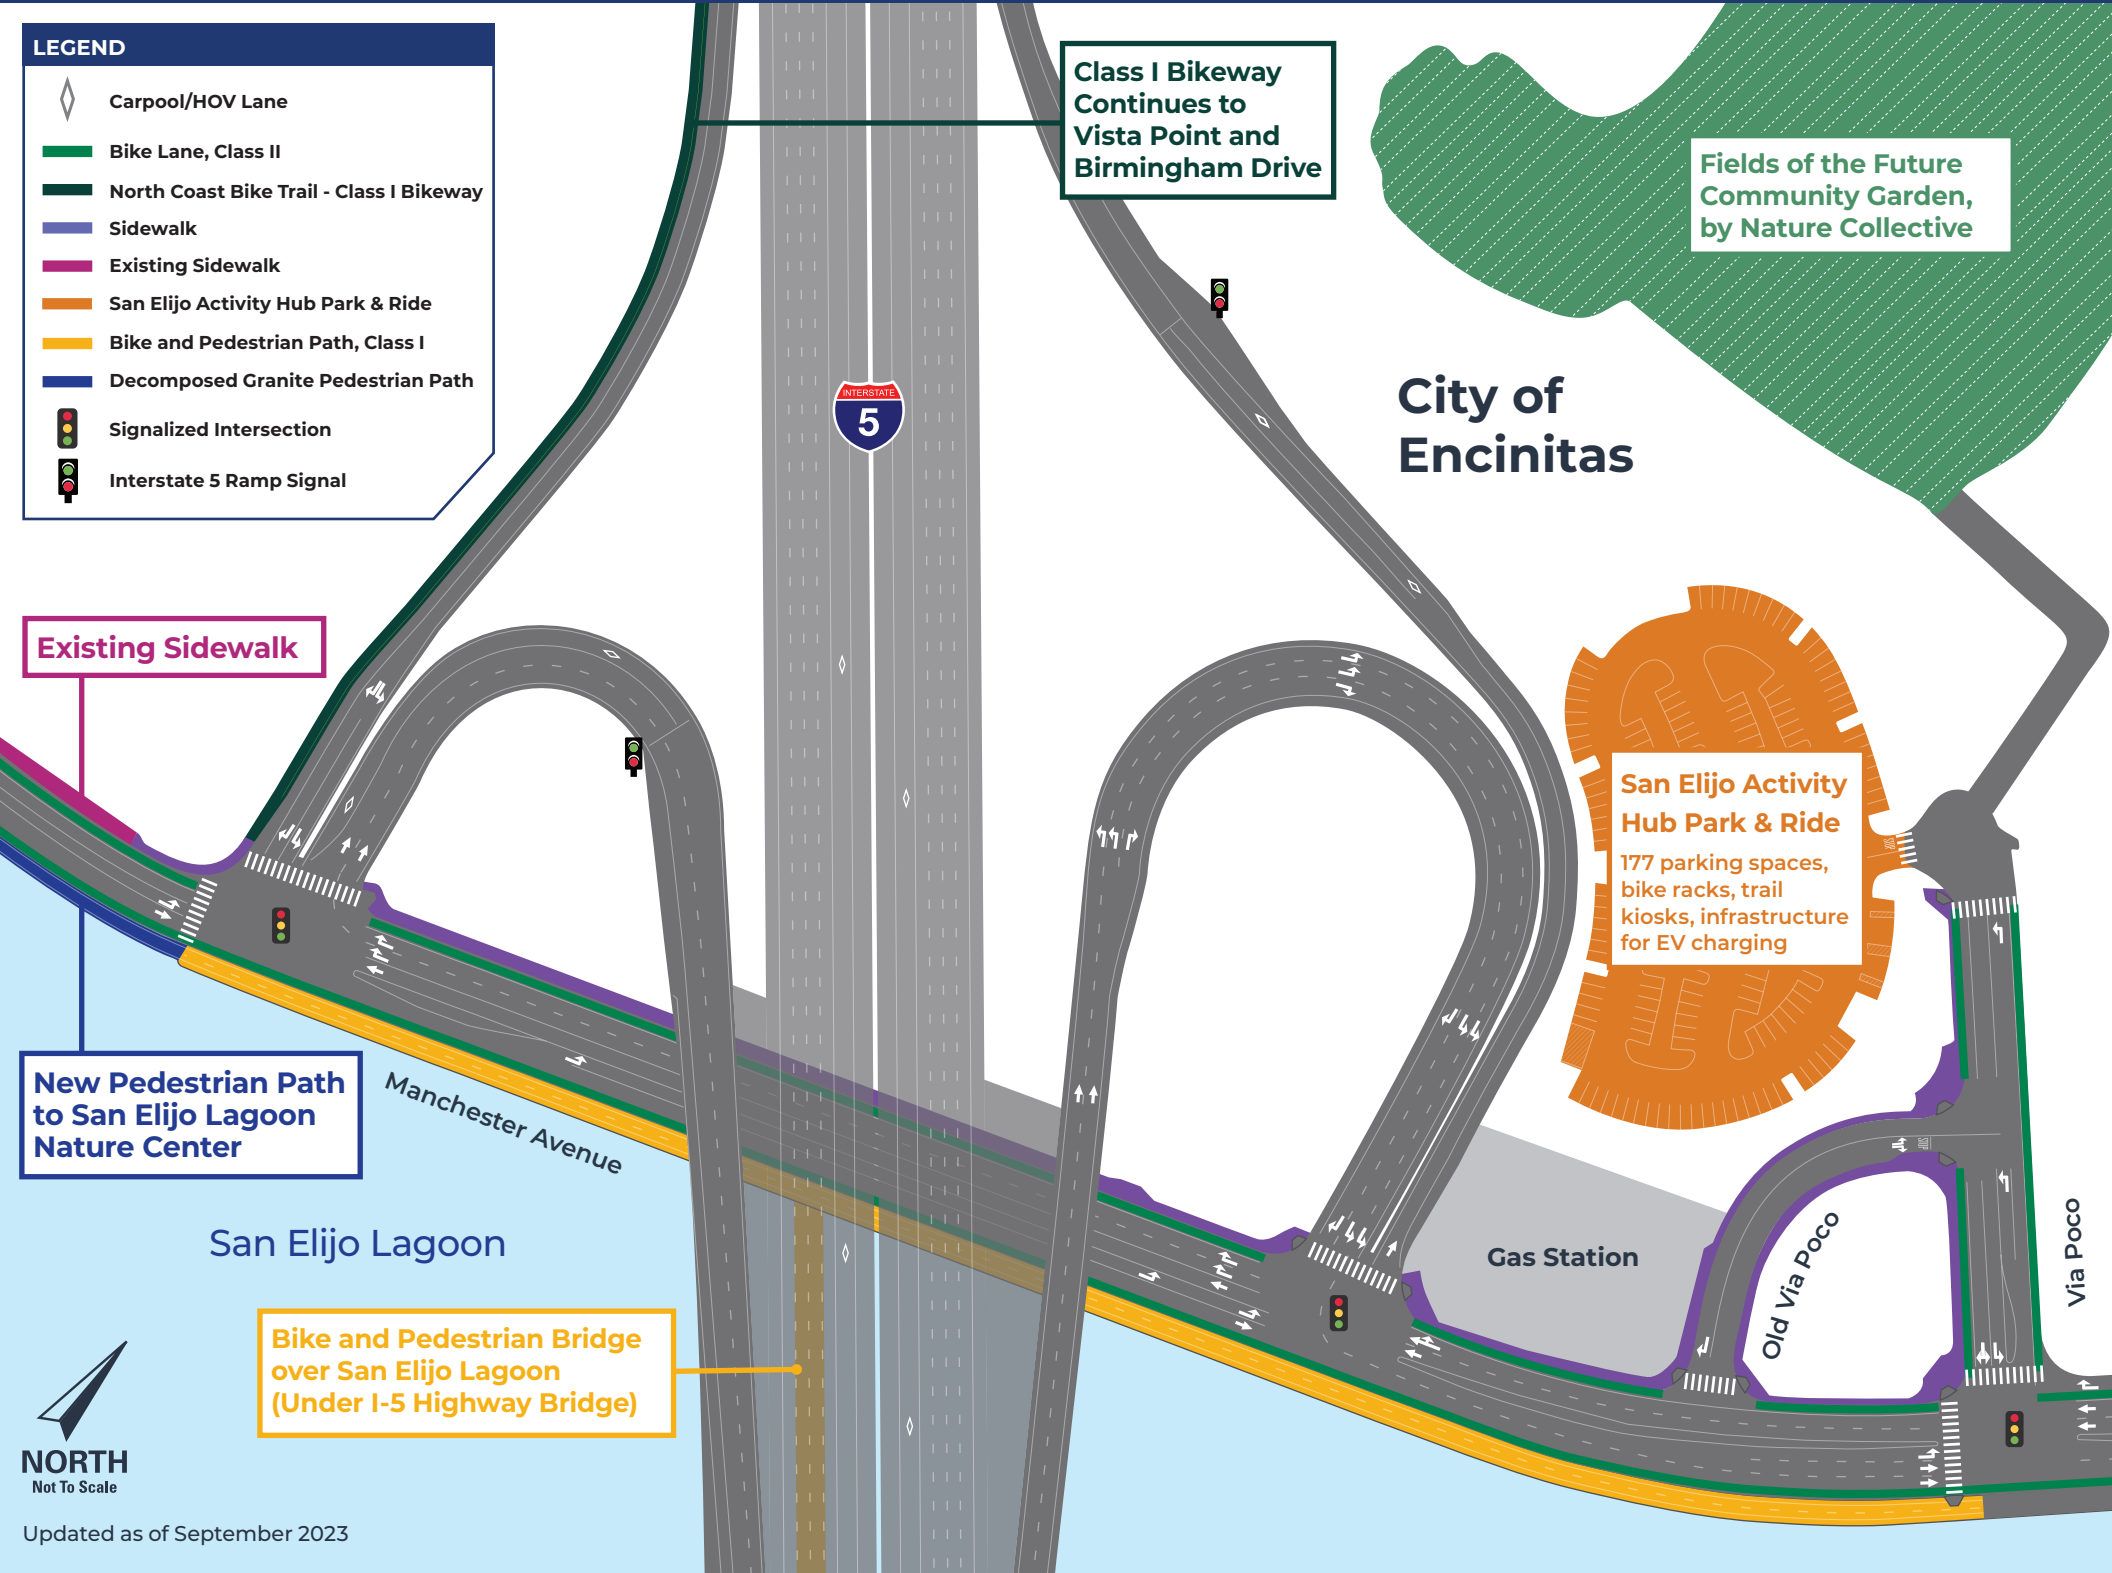 LEGEND
Carpool/HOV Lane
Bike Lane, Class II
North Coast Bike Trail - Class I Bikeway
Sidewalk
Existing Sidewalk
San Elijo Activity Hub Park & Ride
Bike and Pedestrian Path, Class I
Decomposed Granite Pedestrian Path
Signalized Intersection
Interstate 5 Ramp Signal
Class I Bikeway
Continues to
Vista Point and
Birmingham Drive
Fields of the Future
Community Garden,
by Nature Collective
INTERSTATE
5
City of
Encinitas
Existing Sidewalk
San Elijo Activity
Hub Park & Ride
177 parking spaces,
bike racks, trail
kiosks, infrastructure
for EV charging
New Pedestrian Path
to San Elijo Lagoon
Nature Center
Manchester Avenue
San Elijo Lagoon
Gas Station
Old Via Poco
Via Poco
Bike and Pedestrian Bridge
over San Elijo Lagoon
(Under I-5 Highway Bridge)
NORTH
Not To Scale
Updated as of September 2023